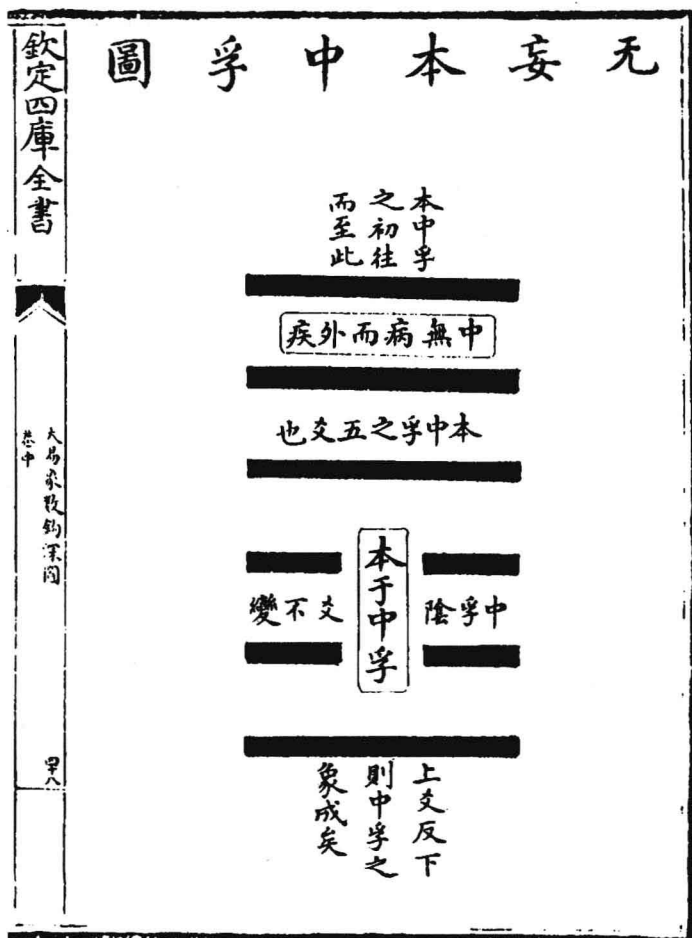 无妄本中孚圖
本中孚
之初往
而至此
中無病而外疾
本中孚之五爻也
中孚陰
本于中孚
爻不變
上爻反下
則中孚之
象成矣
欽定四庫全書
大易象數鈎深圖
卷中
四十八